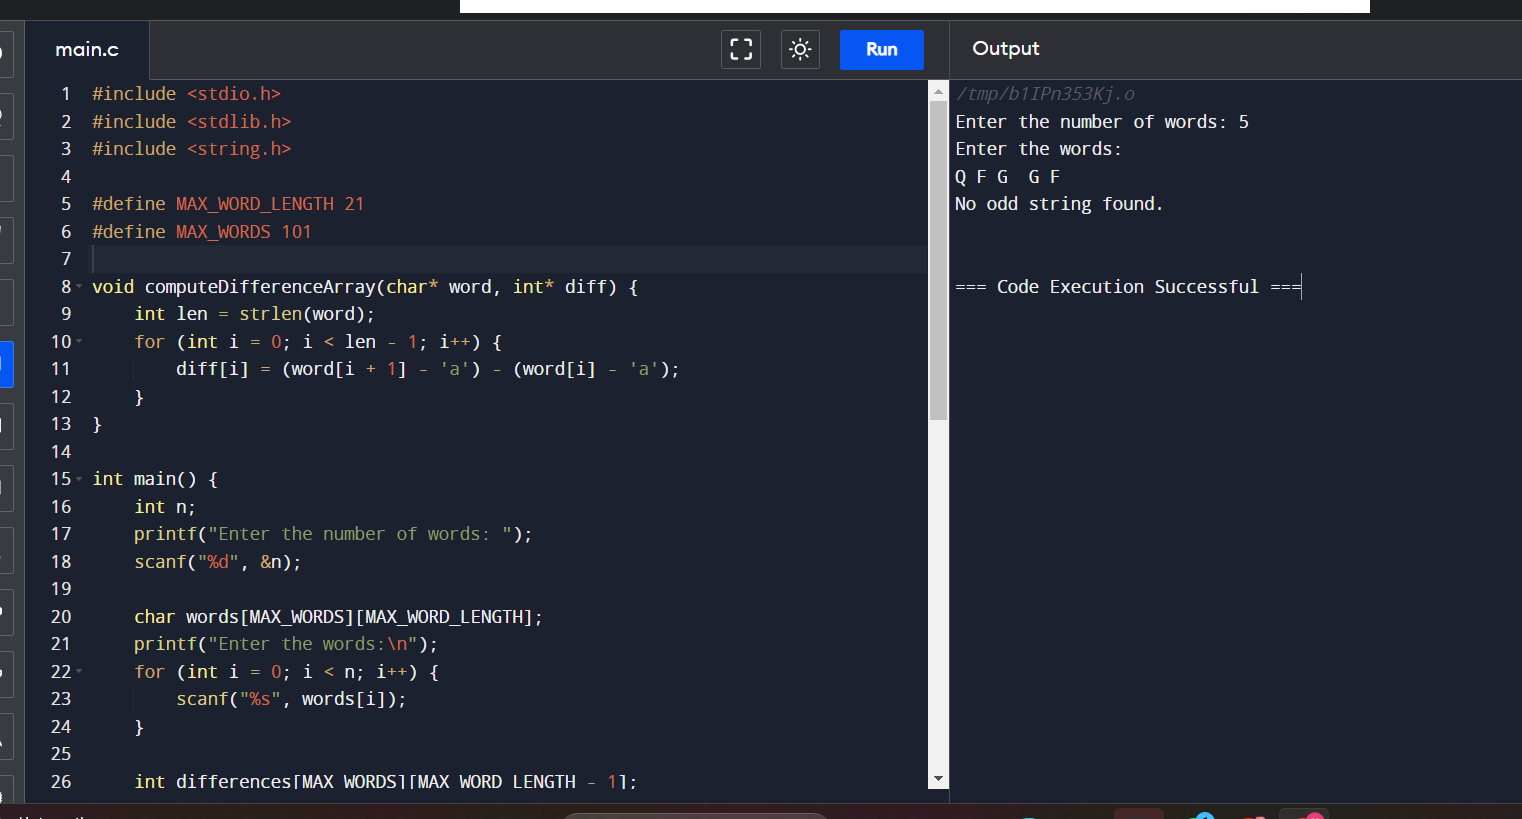 main.c
Run
Output
1 #include <stdio.h>
2 #include <stdlib.h>
3 #include <string.h>
4
5 #define MAX_WORD_LENGTH 21
6 #define MAX_WORDS 101
7
8 void computeDifferenceArray(char* word, int* diff) {
9     int len = strlen(word);
10     for (int i = 0; i < len - 1; i++) {
11         diff[i] = (word[i + 1] - 'a') - (word[i] - 'a');
12     }
13 }
14
15 int main() {
16     int n;
17     printf("Enter the number of words: ");
18     scanf("%d", &n);
19
20     char words[MAX_WORDS][MAX_WORD_LENGTH];
21     printf("Enter the words:\n");
22     for (int i = 0; i < n; i++) {
23         scanf("%s", words[i]);
24     }
25
26     int differences[MAX_WORDS][MAX_WORD_LENGTH - 1];
/tmp/b1IPn353Kj.o
Enter the number of words: 5
Enter the words:
Q F G  G F
No odd string found.
=== Code Execution Successful ===